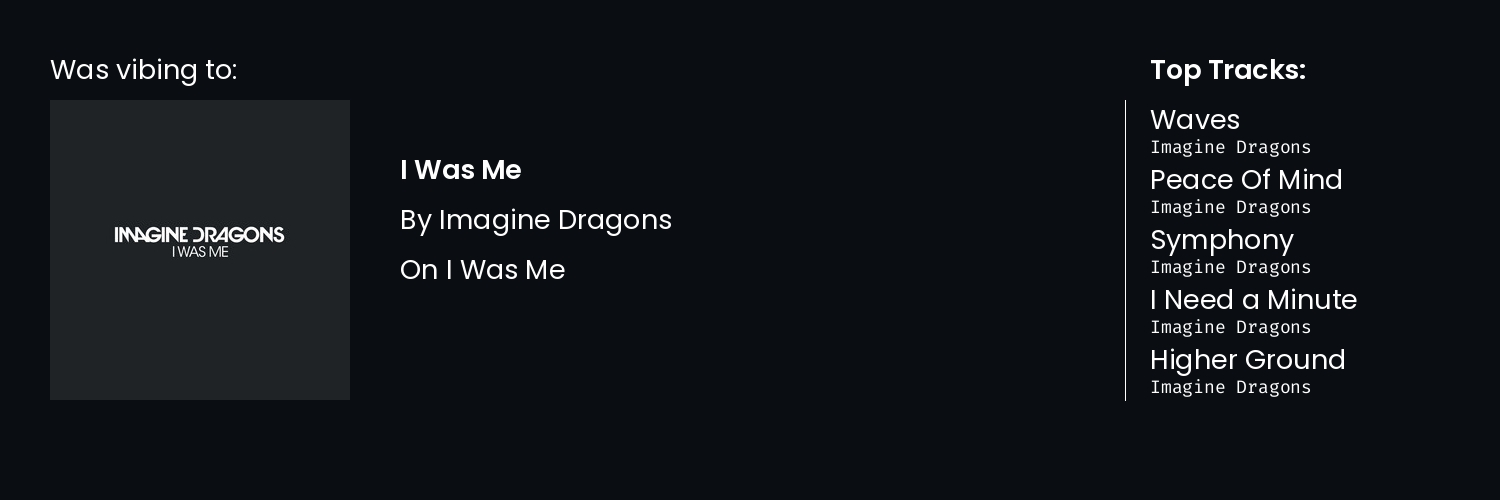 Was vibing to:
IMAGINE DRAGONS
I WAS ME
I Was Me
By Imagine Dragons
On I Was Me
Top Tracks:
Waves
Imagine Dragons
Peace Of Mind
Imagine Dragons
Symphony
Imagine Dragons
I Need a Minute
Imagine Dragons
Higher Ground
Imagine Dragons